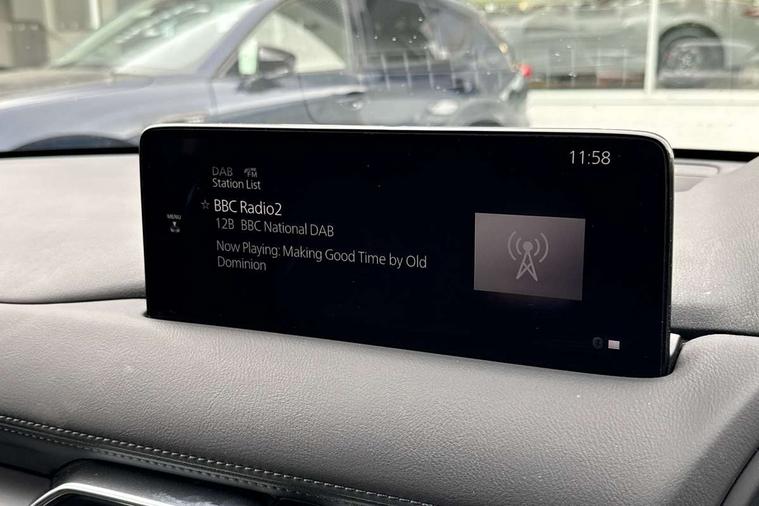 11:58
DAB FM
Station List
☆ BBC Radio2
12B BBC National DAB
MENU
Now Playing: Making Good Time by Old
Dominion